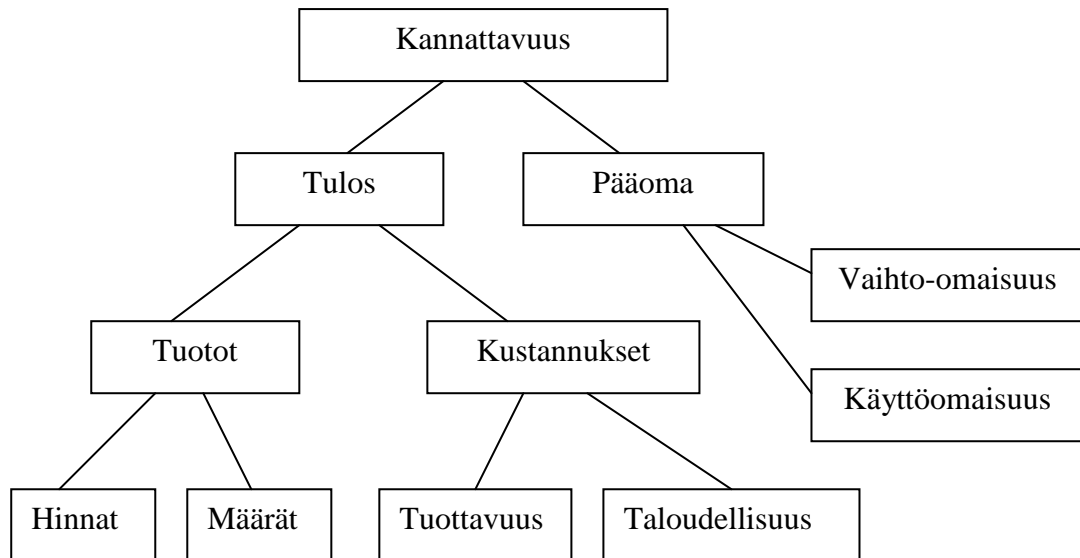 Kannattavuus
Tulos
Pääoma
Vaihto-omaisuus
Tuotot
Kustannukset
Käyttöomaisuus
Hinnat
Määrät
Tuottavuus
Taloudellisuus